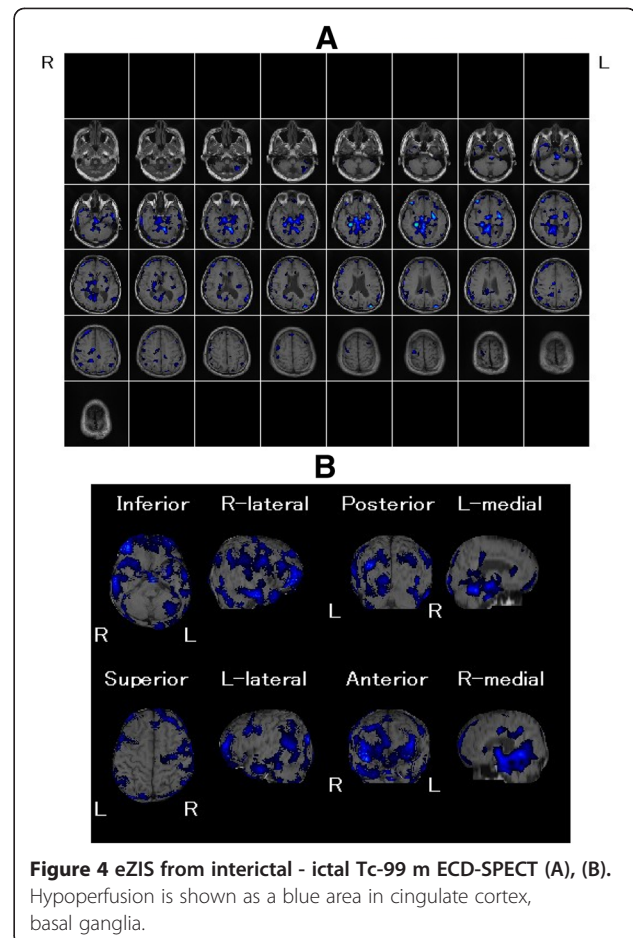 A
R L
B
Inferior R-lateral Posterior L-medial
L R
R L
Superior L-lateral Anterior R-medial
R L
L R
Figure 4 eZIS from interictal - ictal Tc-99 m ECD-SPECT (A), (B).
Hypoperfusion is shown as a blue area in cingulate cortex,
basal ganglia.